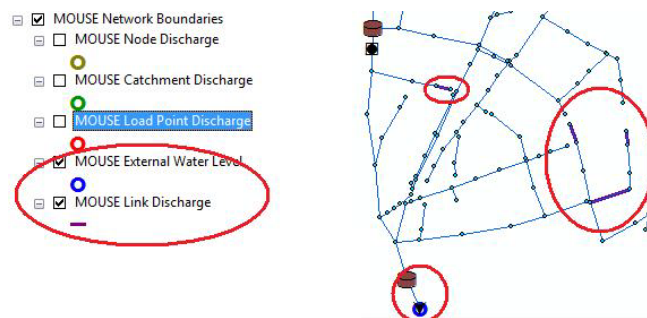 MOUSE Network Boundaries
MOUSE Node Discharge
MOUSE Catchment Discharge
MOUSE Load Point Discharge
MOUSE External Water Level
MOUSE Link Discharge